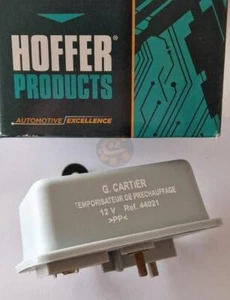 HOFFER®
PRODUCTS
AUTOMOTIVE/EXCELLENCE
G. CARTIER
TEMPORISATEUR DE PRECHAUFFAGE
12 V Ref. 44021
>PP<